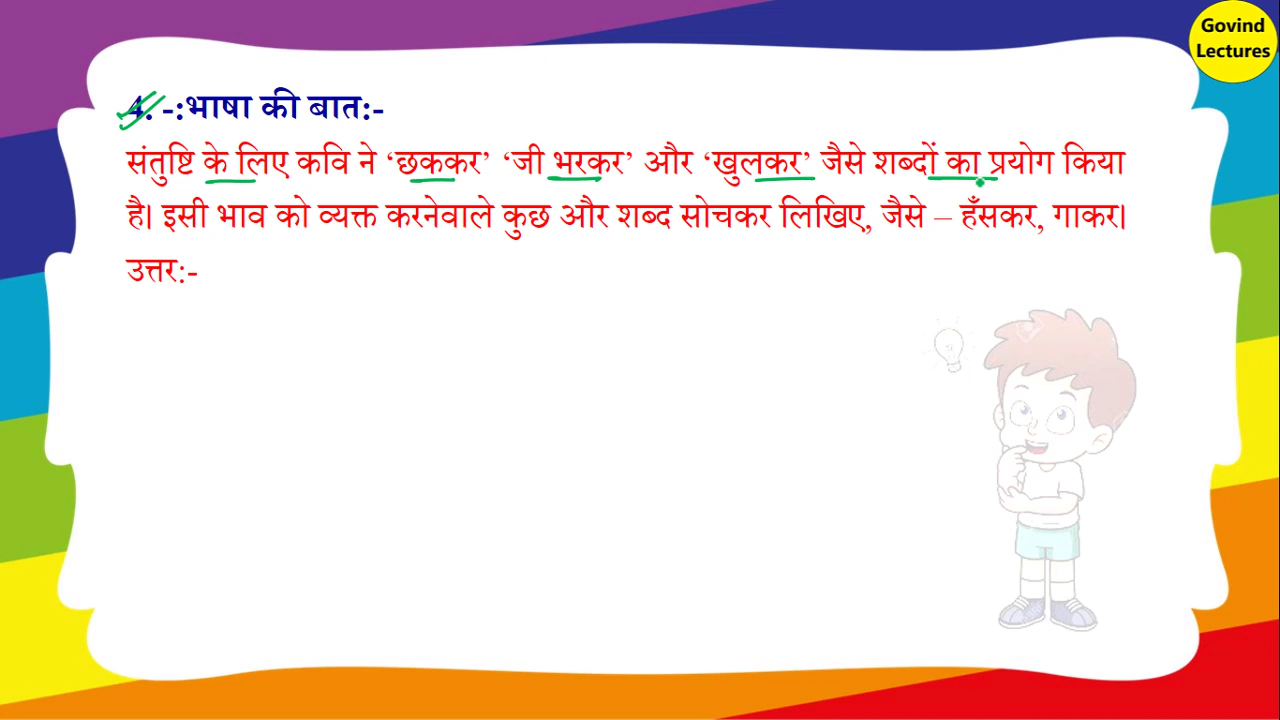 Govind
Lectures
4. -:भाषा की बात:-
संतुष्टि के लिए कवि ने ‘छककर’ ‘जी भरकर’ और ‘खुलकर’ जैसे शब्दों का प्रयोग किया
है। इसी भाव को व्यक्त करनेवाले कुछ और शब्द सोचकर लिखिए, जैसे – हँसकर, गाकर।
उत्तर:-